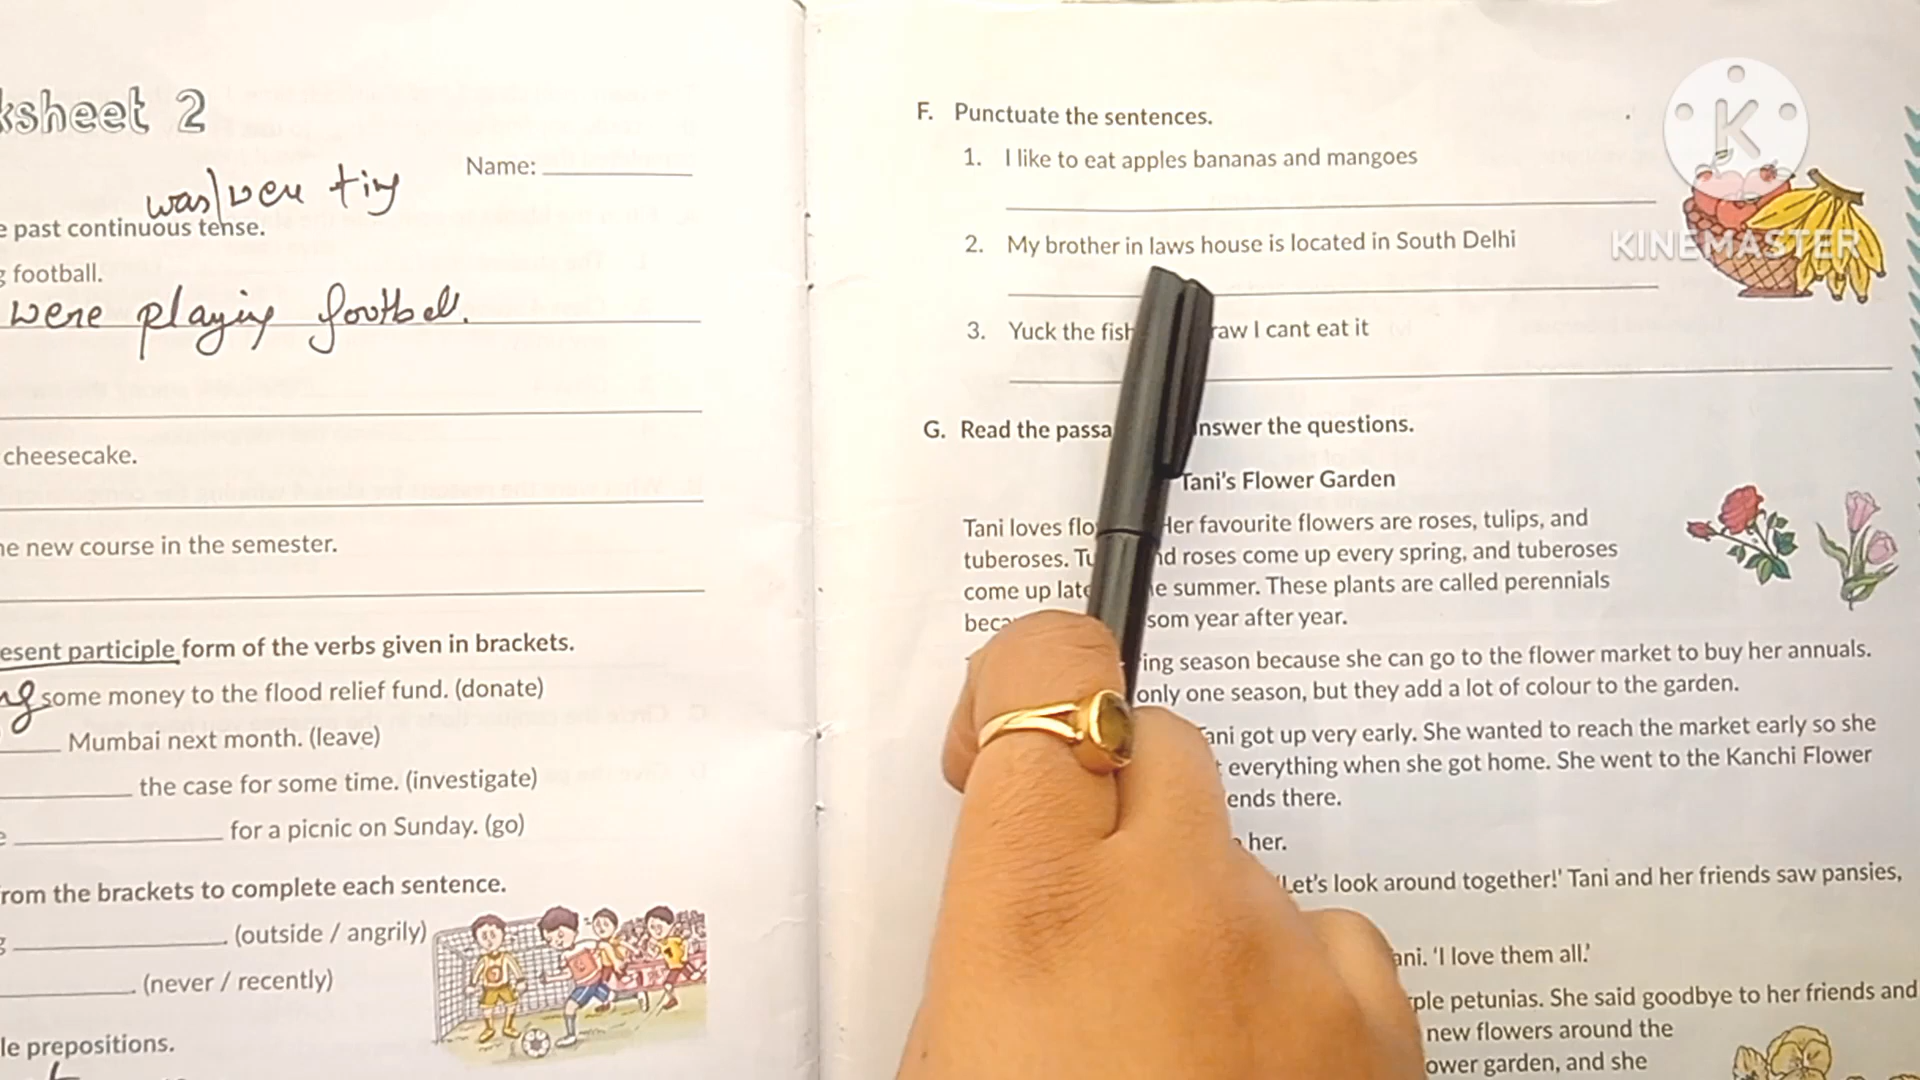 ksheet 2
Name:
was/were + ing
e past continuous tense.
g football.
were playing football.
cheesecake.
ne new course in the semester.
esent participle form of the verbs given in brackets.
ng some money to the flood relief fund. (donate)
Mumbai next month. (leave)
the case for some time. (investigate)
e for a picnic on Sunday. (go)
rom the brackets to complete each sentence.
g . (outside / angrily)
. (never / recently)
le prepositions.
F. Punctuate the sentences.
1. I like to eat apples bananas and mangoes
2. My brother in laws house is located in South Delhi
3. Yuck the fish raw I cant eat it
G. Read the passa nswer the questions.
Tani's Flower Garden
Tani loves flo Her favourite flowers are roses, tulips, and
tuberoses. Tu nd roses come up every spring, and tuberoses
come up late e summer. These plants are called perennials
beca som year after year.
ing season because she can go to the flower market to buy her annuals.
only one season, but they add a lot of colour to the garden.
ani got up very early. She wanted to reach the market early so she
t everything when she got home. She went to the Kanchi Flower
ends there.
her.
'Let's look around together!' Tani and her friends saw pansies,
ani. 'I love them all.'
rple petunias. She said goodbye to her friends and
new flowers around the
ower garden, and she
K
KINEMASTER